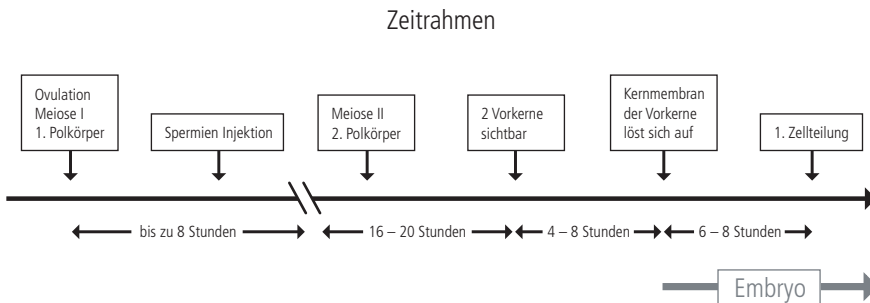 Zeitrahmen
Ovulation
Meiose I
1. Polkörper
Spermien Injektion
Meiose II
2. Polkörper
2 Vorkerne
sichtbar
Kernmembran
der Vorkerne
löst sich auf
1. Zellteilung
bis zu 8 Stunden
16 – 20 Stunden
4 – 8 Stunden
6 – 8 Stunden
Embryo